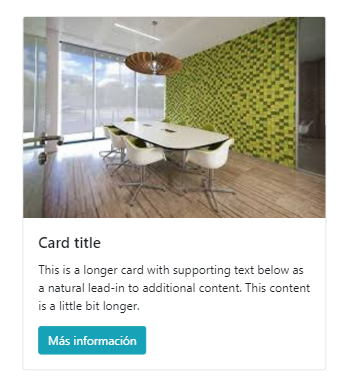 Card title
This is a longer card with supporting text below as
a natural lead-in to additional content. This content
is a little bit longer.
Más información